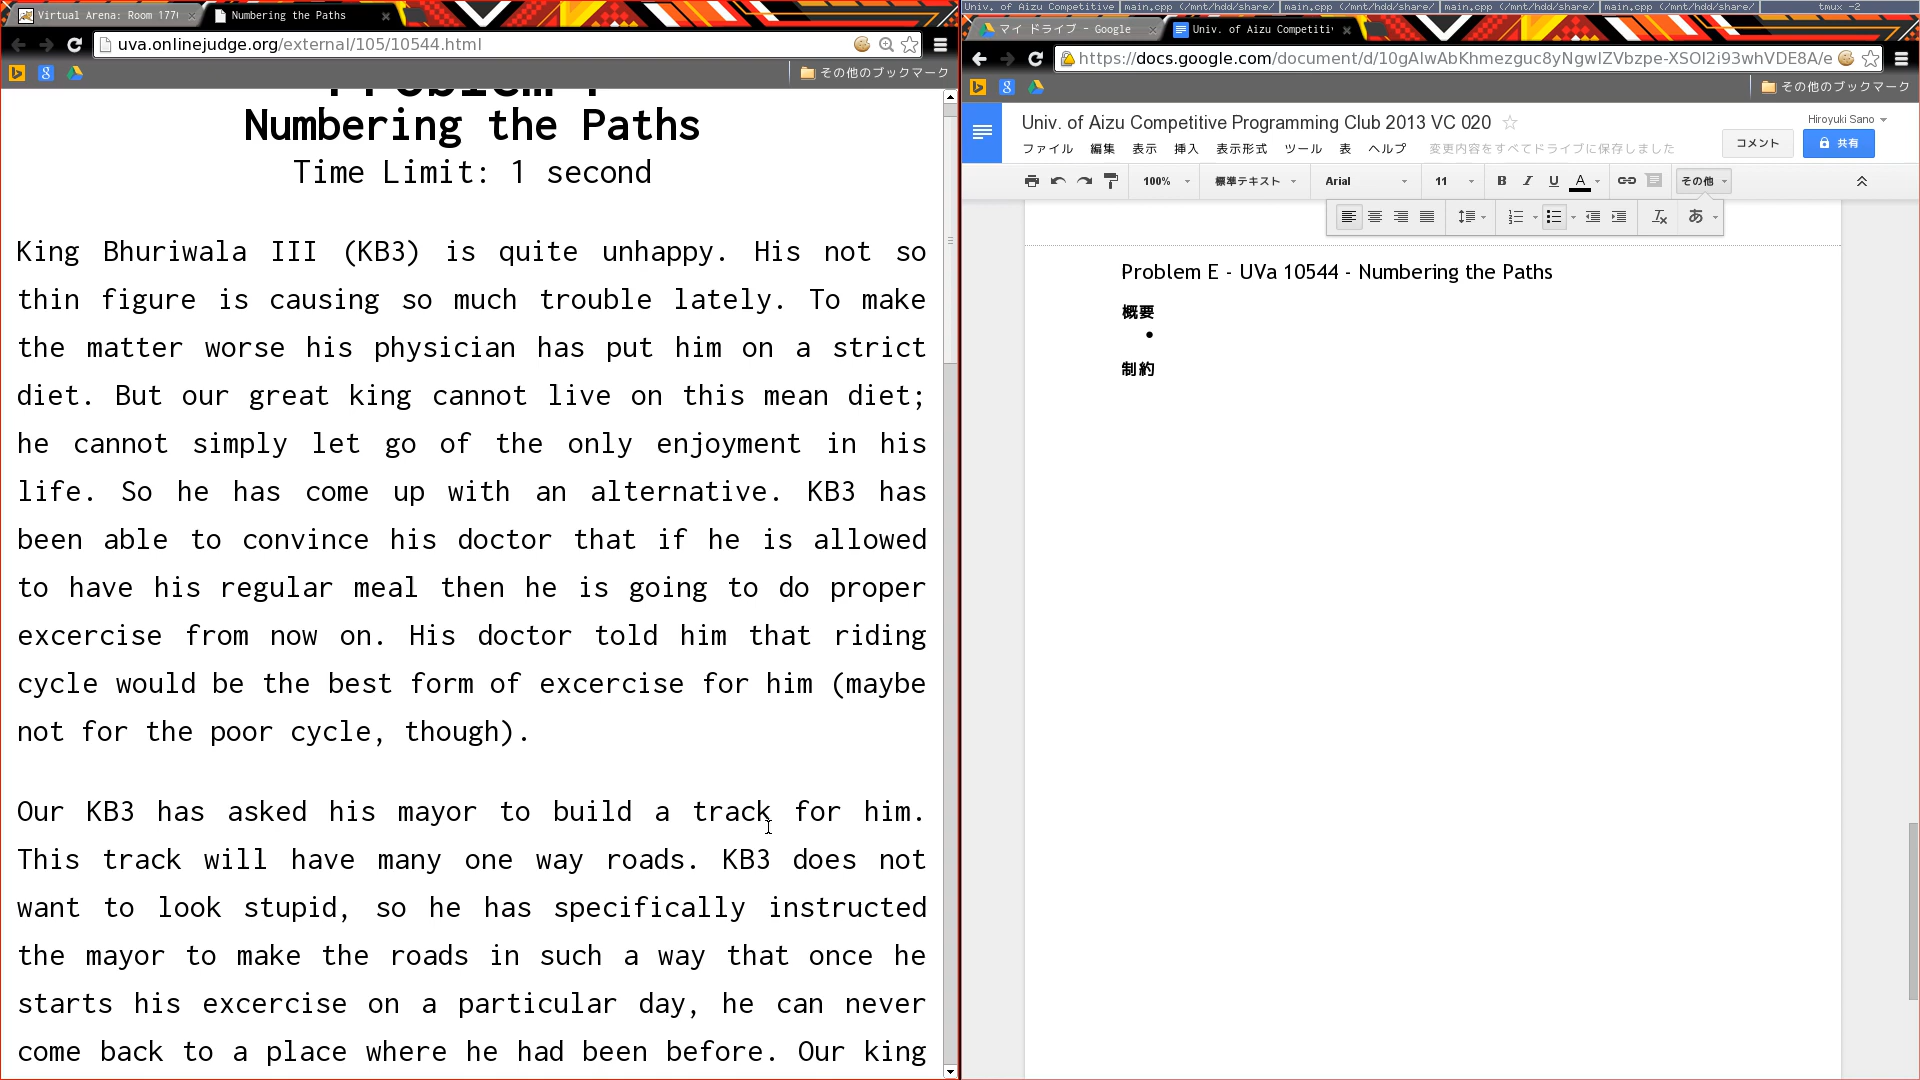 Virtual Arena: Room 177
Numbering the Paths
uva.onlinejudge.org/external/105/10544.html
その他のブックマーク
Numbering the Paths
Time Limit: 1 second
King Bhuriwala III (KB3) is quite unhappy. His not so
thin figure is causing so much trouble lately. To make
the matter worse his physician has put him on a strict
diet. But our great king cannot live on this mean diet;
he cannot simply let go of the only enjoyment in his
life. So he has come up with an alternative. KB3 has
been able to convince his doctor that if he is allowed
to have his regular meal then he is going to do proper
excercise from now on. His doctor told him that riding
cycle would be the best form of excercise for him (maybe
not for the poor cycle, though).
Our KB3 has asked his mayor to build a track for him.
This track will have many one way roads. KB3 does not
want to look stupid, so he has specifically instructed
the mayor to make the roads in such a way that once he
starts his excercise on a particular day, he can never
come back to a place where he had been before. Our king
Univ. of Aizu Competitive main.cpp (/mnt/hdd/share/ main.cpp (/mnt/hdd/share/ main.cpp (/mnt/hdd/share/ main.cpp (/mnt/hdd/share/ tmux -2
マイ ドライブ - Google Univ. of Aizu Competitiv
https://docs.google.com/document/d/10gAlwAbKhmezguc8yNgwIZVbzpe-XSOl2i93whVDE8A/e
その他のブックマーク
Univ. of Aizu Competitive Programming Club 2013 VC 020
Hiroyuki Sano
ファイル 編集 表示 挿入 表示形式 ツール 表 ヘルプ 変更内容をすべてドライブに保存しました
コメント 共有
100% 標準テキスト Arial 11 B I U A その他
あ
Problem E - UVa 10544 - Numbering the Paths
概要
•
制約